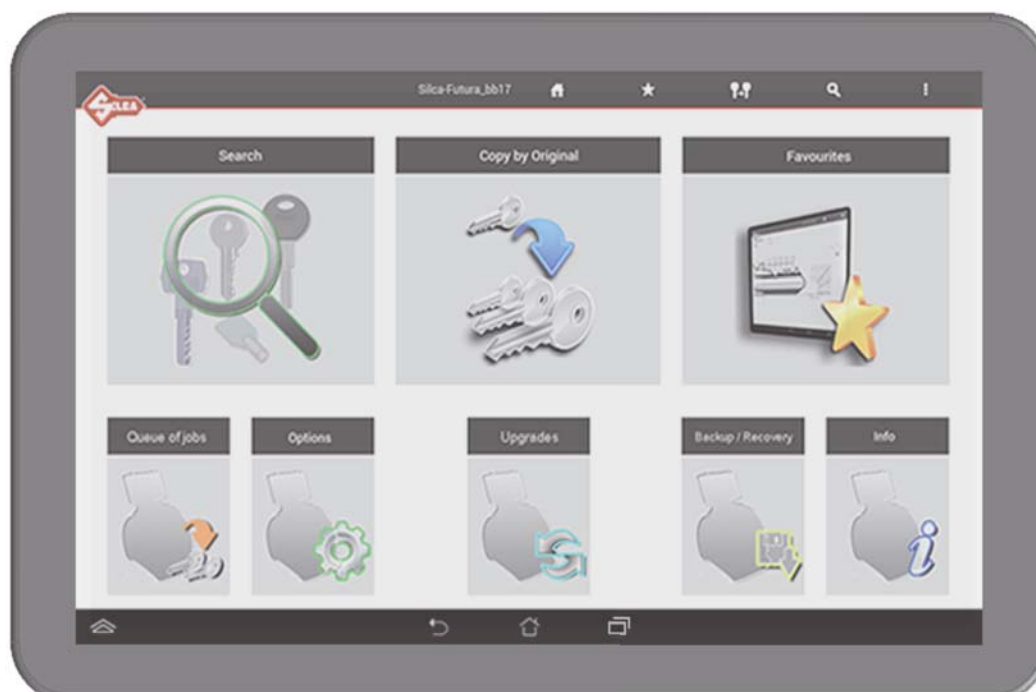 SILCA
Silca-Futura_bb17
Search
Copy by Original
Favourites
Queue of jobs
Options
Upgrades
Backup / Recovery
Info